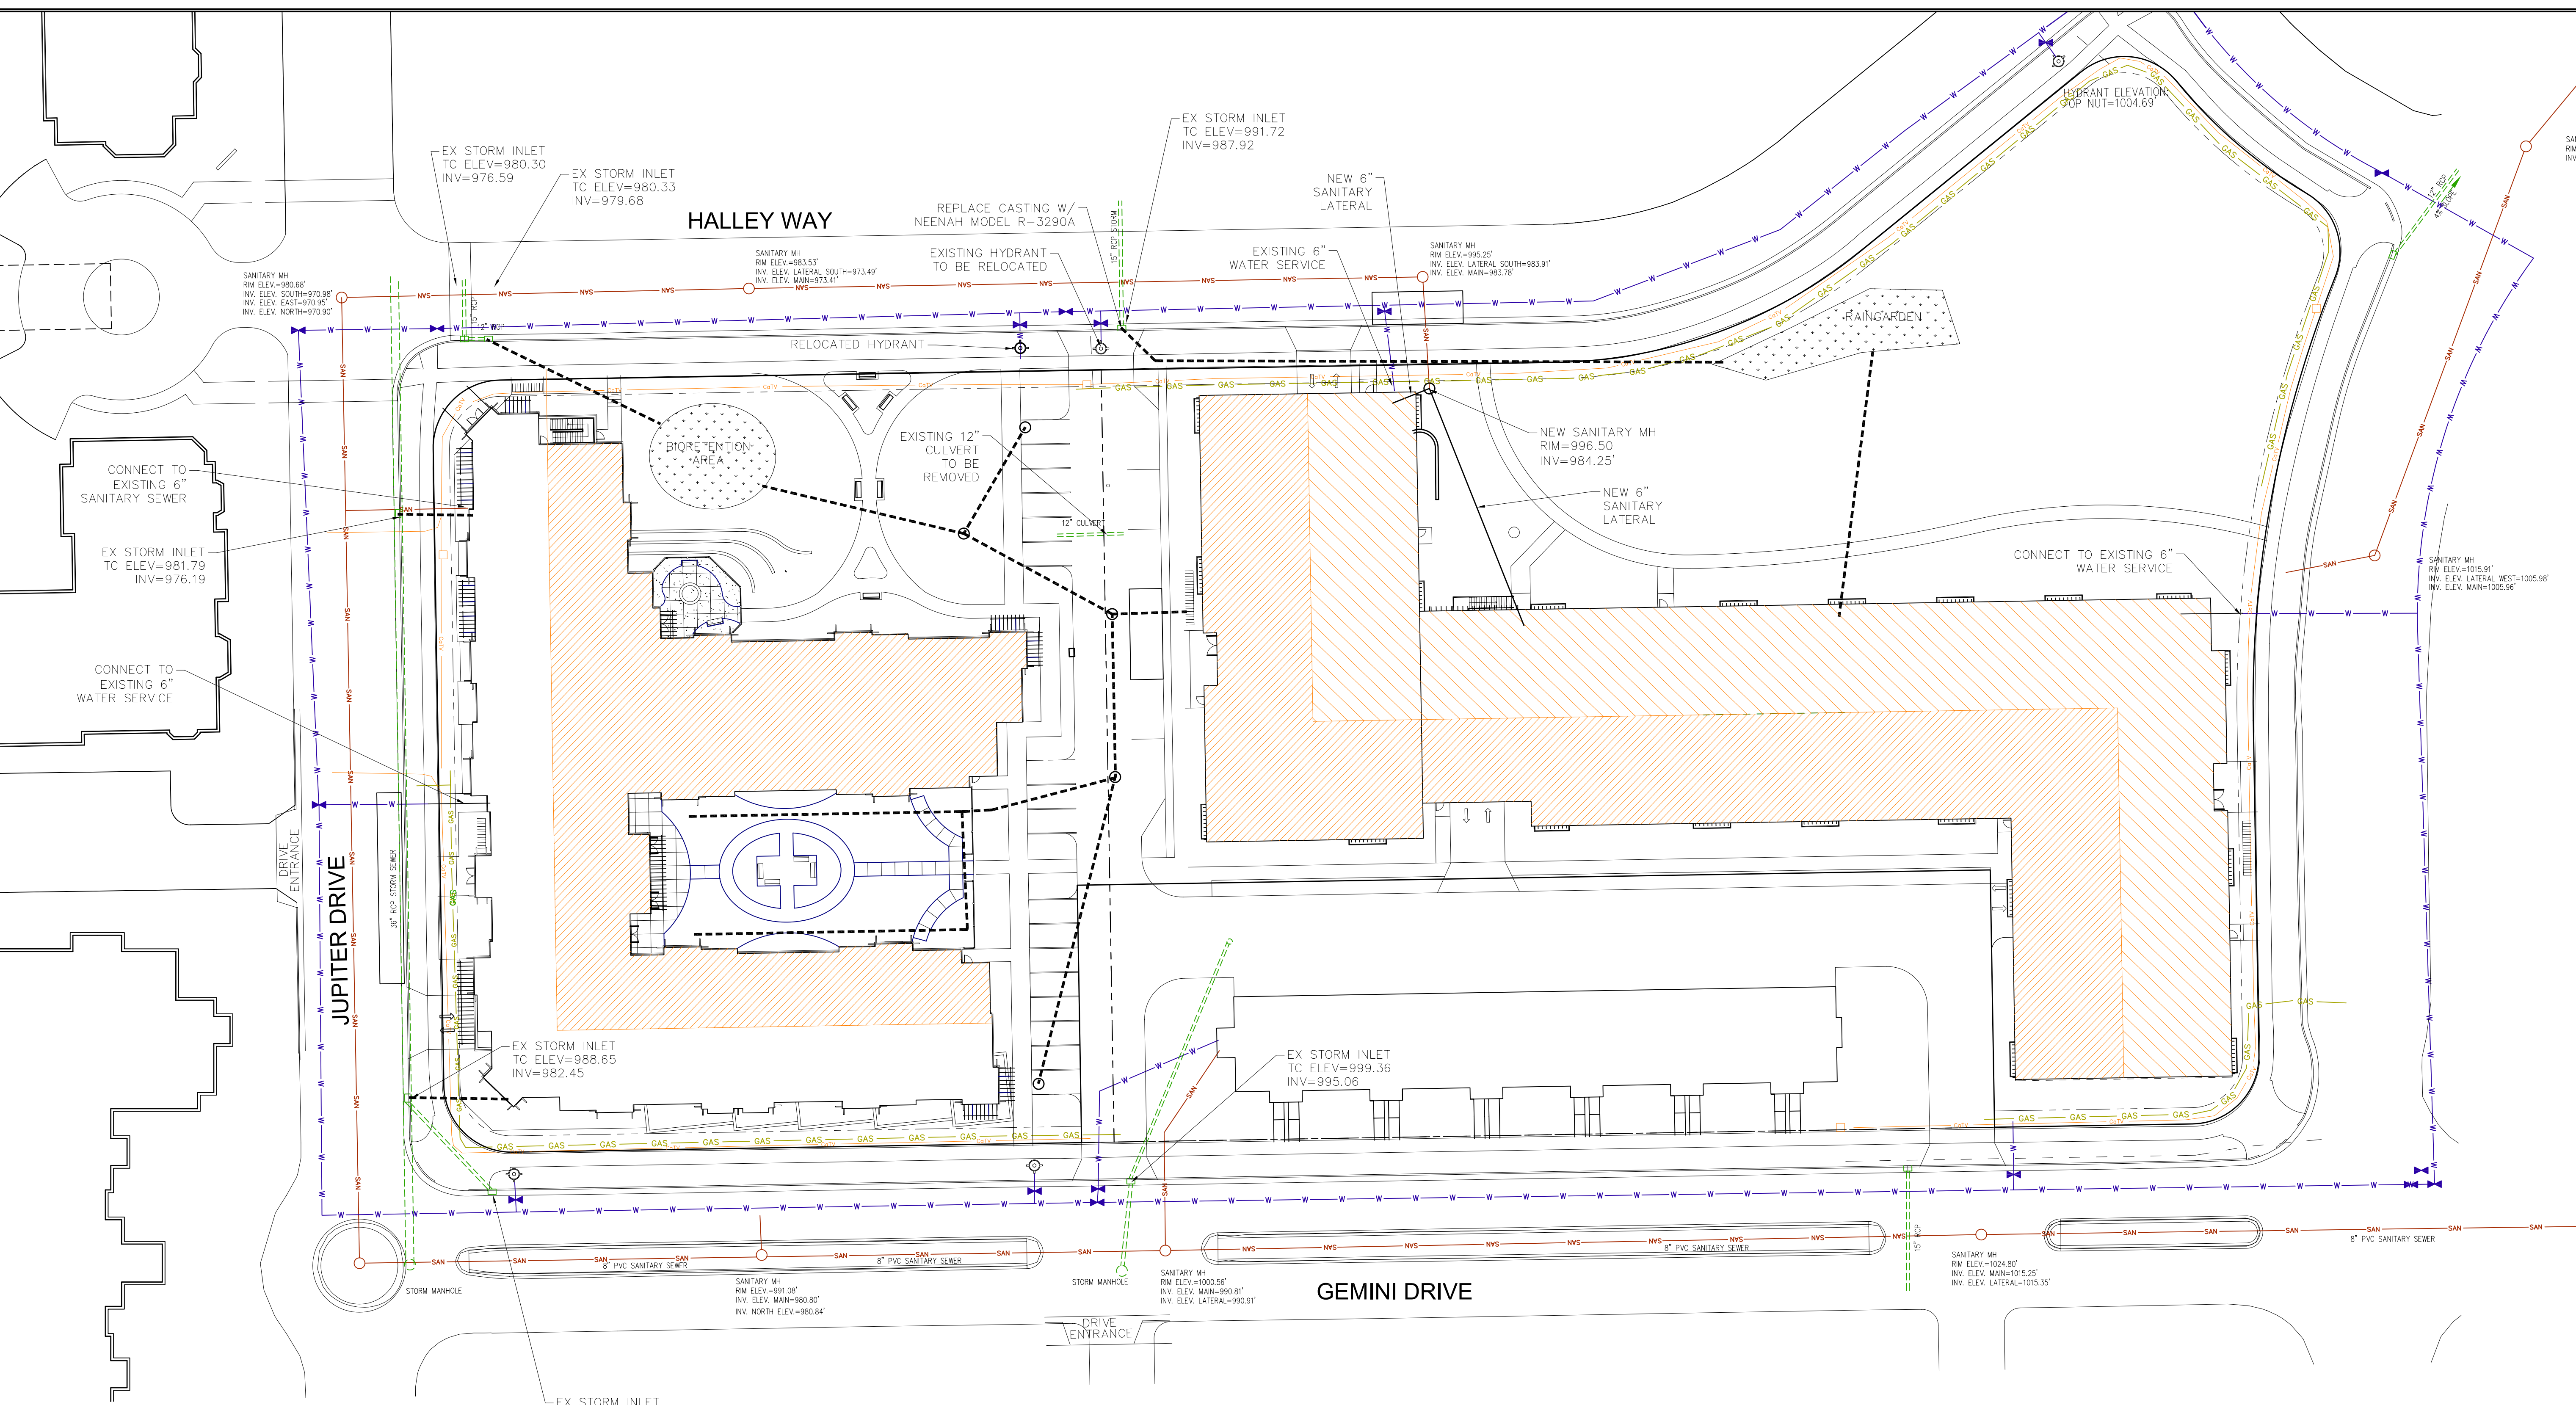 HYDRANT ELEVATION:
TOP NUT=1004.69'
EX STORM INLET
TC ELEV=991.72
INV=987.92
EX STORM INLET
TC ELEV=980.30
INV=976.59
EX STORM INLET
TC ELEV=980.33
INV=979.68
NEW 6"
SANITARY
LATERAL
REPLACE CASTING W/
NEENAH MODEL R-3290A
HALLEY WAY
15" RCP STORM
12" RCP
4% SLOPE
EXISTING HYDRANT
TO BE RELOCATED
EXISTING 6"
WATER SERVICE
SANITARY MH
RIM ELEV.=983.53'
INV. ELEV. LATERAL SOUTH=973.49'
INV. ELEV. MAIN=973.41'
SANITARY MH
RIM ELEV.=995.25'
INV. ELEV. LATERAL SOUTH=983.91'
INV. ELEV. MAIN=983.78'
SANITARY MH
RIM ELEV.=980.68'
INV. ELEV. SOUTH=970.98'
INV. ELEV. EAST=970.95'
INV. ELEV. NORTH=970.90'
15" RCP
12" RCP
RELOCATED HYDRANT
RAINGARDEN
BIORETENTION
AREA
EXISTING 12"
CULVERT
TO BE
REMOVED
12" CULVERT
NEW SANITARY MH
RIM=996.50
INV=984.25'
NEW 6"
SANITARY
LATERAL
CONNECT TO
EXISTING 6"
SANITARY SEWER
EX STORM INLET
TC ELEV=981.79
INV=976.19
CONNECT TO EXISTING 6"
WATER SERVICE
SANITARY MH
RIM ELEV.=1015.91'
INV. ELEV. LATERAL WEST=1005.98'
INV. ELEV. MAIN=1005.96'
CONNECT TO
EXISTING 6"
WATER SERVICE
DRIVE
ENTRANCE
JUPITER DRIVE
36" RCP STORM SEWER
EX STORM INLET
TC ELEV=988.65
INV=982.45
EX STORM INLET
TC ELEV=999.36
INV=995.06
8" PVC SANITARY SEWER
8" PVC SANITARY SEWER
8" PVC SANITARY SEWER
8" PVC SANITARY SEWER
15" RCP
STORM MANHOLE
SANITARY MH
RIM ELEV.=991.08'
INV. ELEV. MAIN=980.80'
INV. NORTH ELEV.=980.84'
STORM MANHOLE
SANITARY MH
RIM ELEV.=1000.56'
INV. ELEV. MAIN=990.81'
INV. ELEV. LATERAL=990.91'
GEMINI DRIVE
SANITARY MH
RIM ELEV.=1024.80'
INV. ELEV. MAIN=1015.25'
INV. ELEV. LATERAL=1015.35'
DRIVE
ENTRANCE
EX STORM INLET